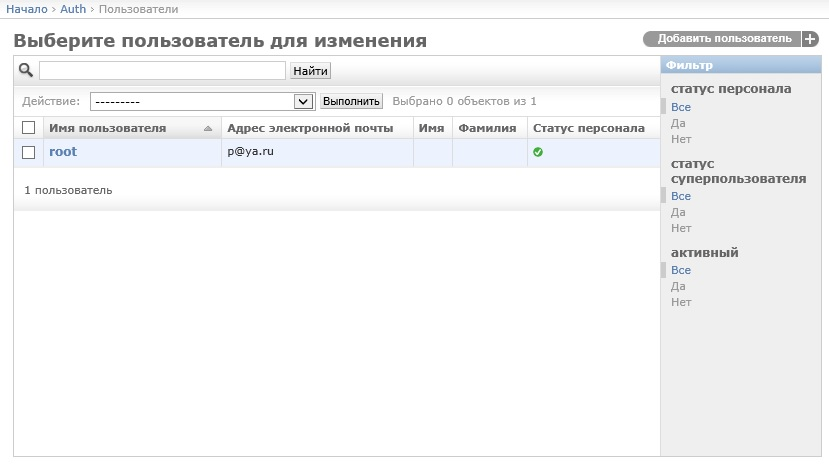 Начало › Auth › Пользователи
Выберите пользователь для изменения
Добавить пользователь +
Найти
Фильтр
Действие: --------- Выполнить Выбрано 0 объектов из 1
Имя пользователя Адрес электронной почты Имя Фамилия Статус персонала
root p@ya.ru
1 пользователь
статус персонала
Все
Да
Нет
статус
суперпользователя
Все
Да
Нет
активный
Все
Да
Нет